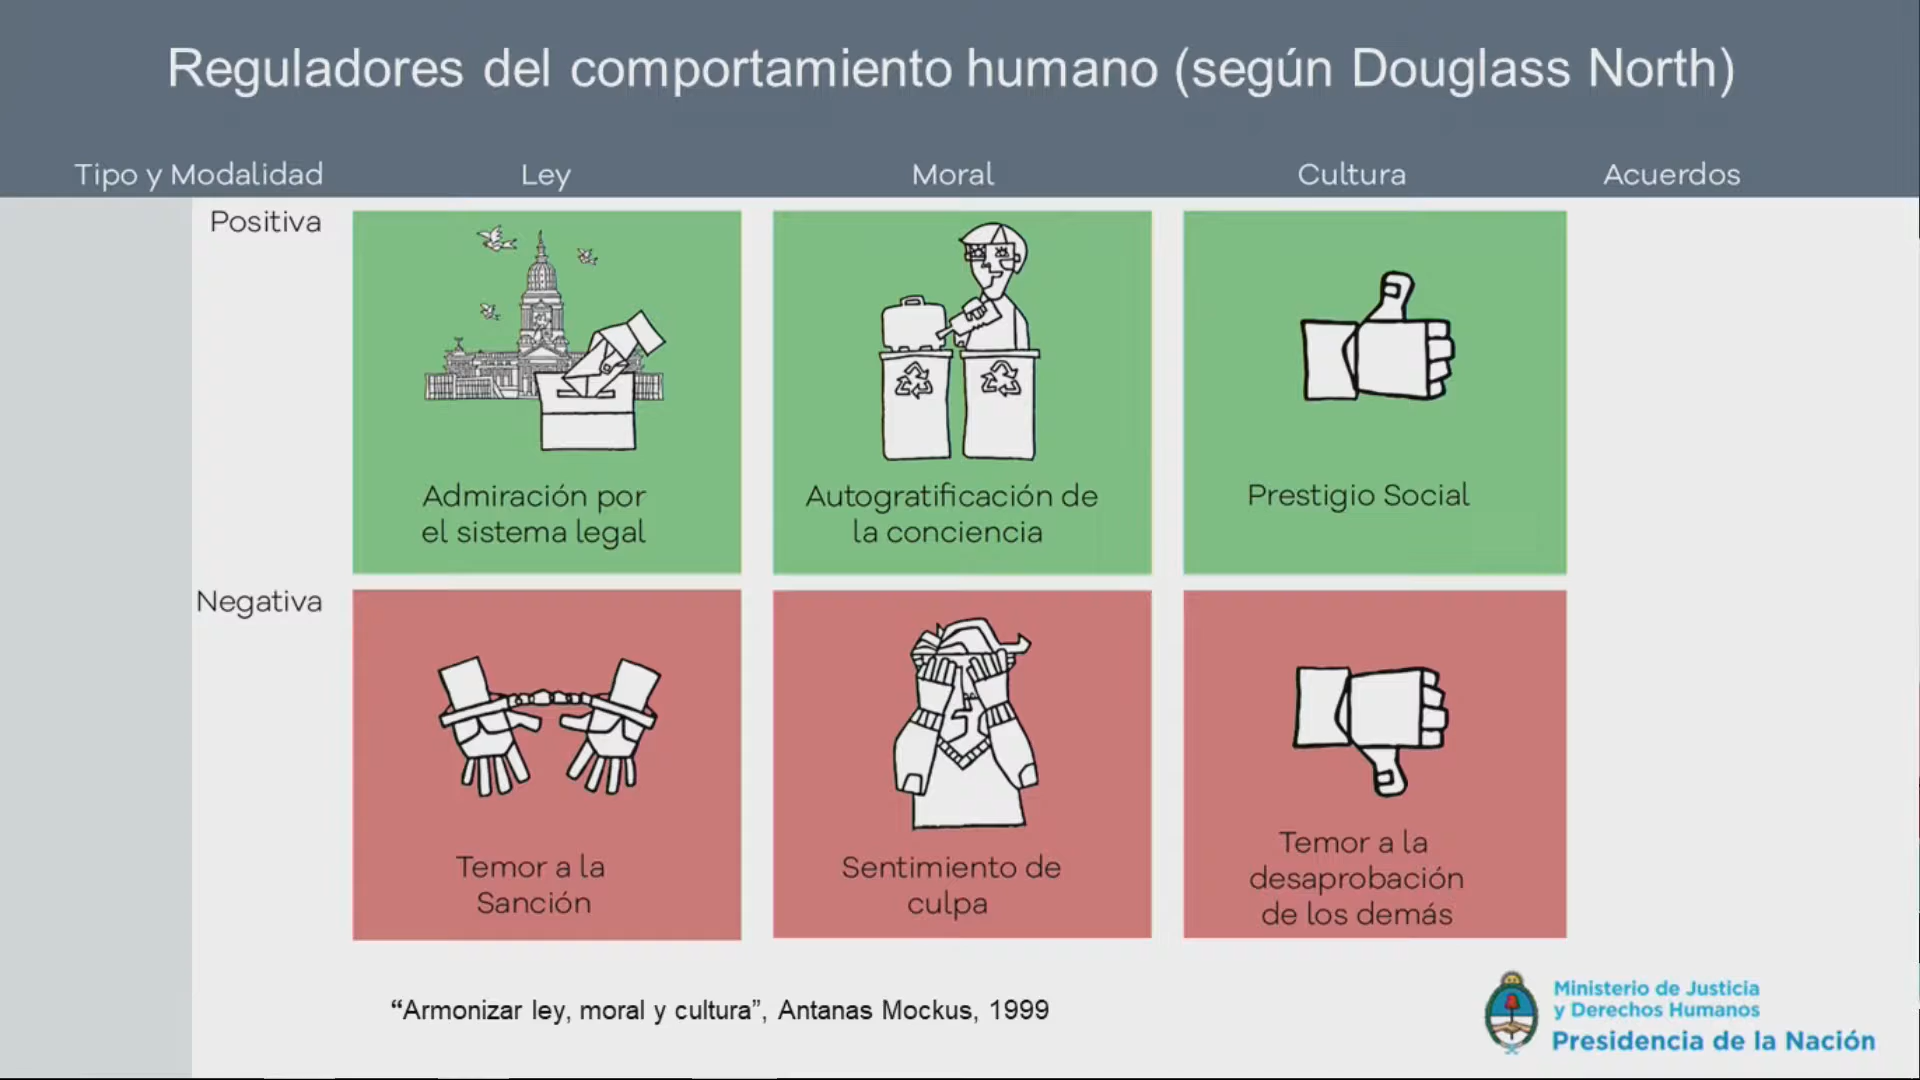 Reguladores del comportamiento humano (según Douglass North)
Tipo y Modalidad Ley Moral Cultura Acuerdos
Positiva
Admiración por
el sistema legal
Autogratificación de
la conciencia
Prestigio Social
Negativa
Temor a la
Sanción
Sentimiento de
culpa
Temor a la
desaprobación
de los demás
“Armonizar ley, moral y cultura”, Antanas Mockus, 1999
Ministerio de Justicia
y Derechos Humanos
Presidencia de la Nación